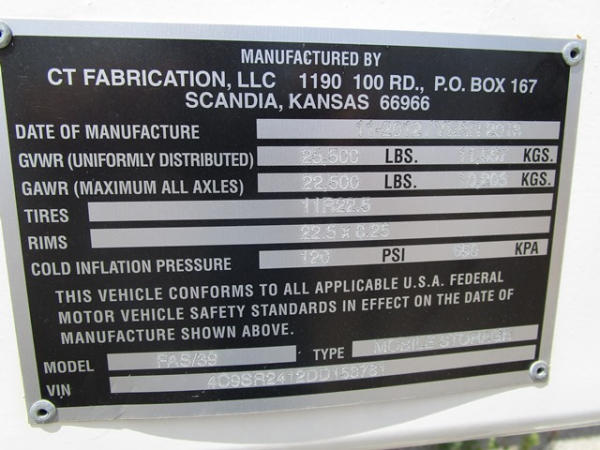 MANUFACTURED BY
CT FABRICATION, LLC 1190 100 RD., P.O. BOX 167
SCANDIA, KANSAS 66966
DATE OF MANUFACTURE
GVWR (UNIFORMLY DISTRIBUTED) 25,500 LBS. KGS.
GAWR (MAXIMUM ALL AXLES) 22,500 LBS. KGS.
TIRES 11R22.5
RIMS 22.5 x 8.25
COLD INFLATION PRESSURE 120 PSI KPA
THIS VEHICLE CONFORMS TO ALL APPLICABLE U.S.A. FEDERAL
MOTOR VEHICLE SAFETY STANDARDS IN EFFECT ON THE DATE OF
MANUFACTURE SHOWN ABOVE.
MODEL FAS/39 TYPE MOBILE STORAGE
VIN